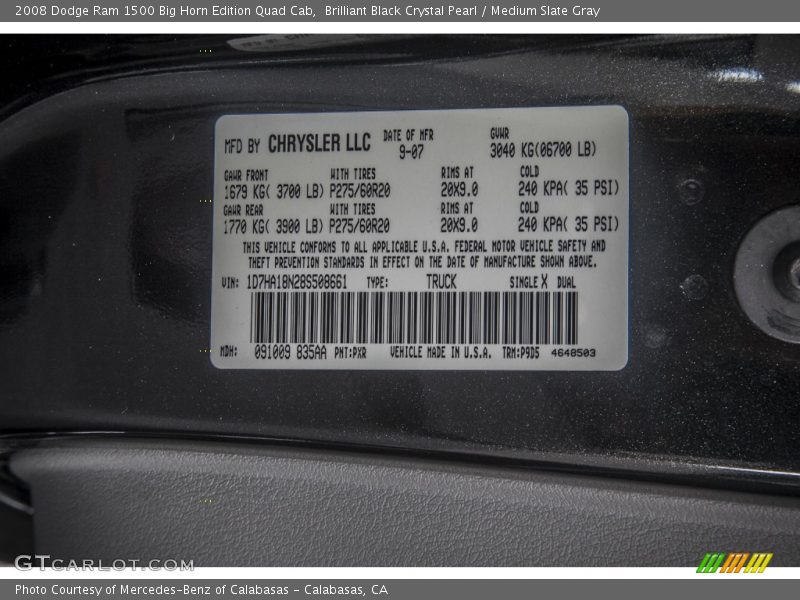 2008 Dodge Ram 1500 Big Horn Edition Quad Cab,  Brilliant Black Crystal Pearl / Medium Slate Gray
MFD BY CHRYSLER LLC DATE OF MFR GVWR
9-07 3040 KG(06700 LB)
GAWR FRONT WITH TIRES RIMS AT COLD
1679 KG( 3700 LB) P275/60R20 20X9.0 240 KPA( 35 PSI)
GAWR REAR WITH TIRES RIMS AT COLD
1770 KG( 3900 LB) P275/60R20 20X9.0 240 KPA( 35 PSI)
THIS VEHICLE CONFORMS TO ALL APPLICABLE U.S.A. FEDERAL MOTOR VEHICLE SAFETY AND
THEFT PREVENTION STANDARDS IN EFFECT ON THE DATE OF MANUFACTURE SHOWN ABOVE.
VIN: 1D7HA18N28S508661 TYPE: TRUCK SINGLE X DUAL
MDH: 091009 835AA PNT:PXR VEHICLE MADE IN U.S.A. TRM:P9D5 4648503
GTCARLOT.COM
Photo Courtesy of Mercedes-Benz of Calabasas - Calabasas, CA